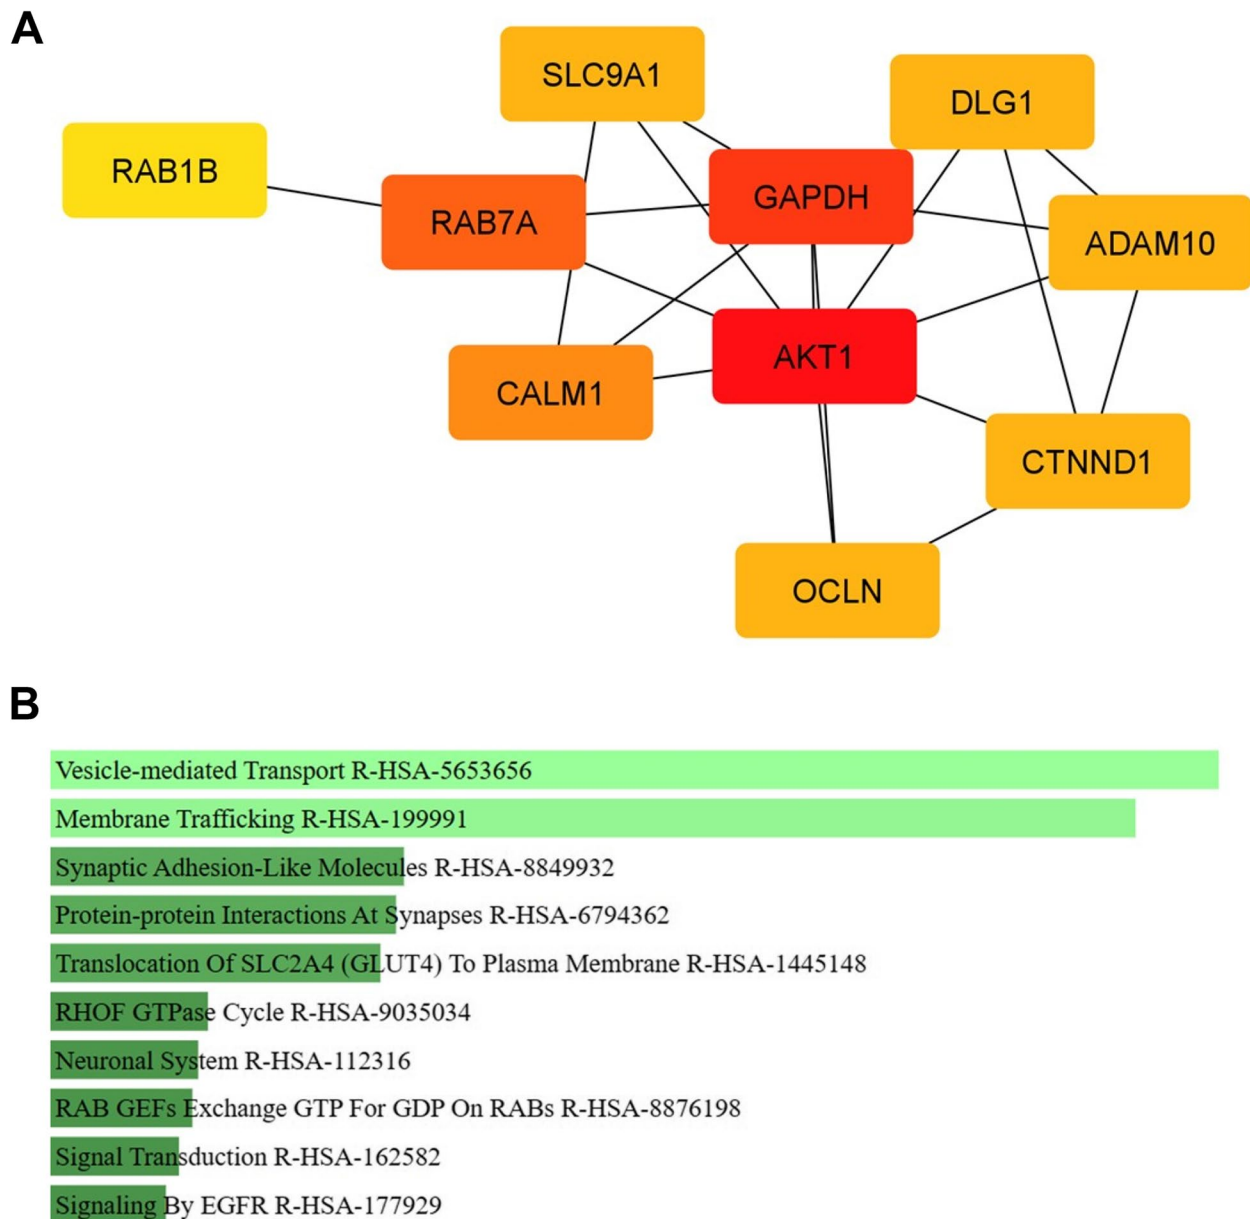 A
SLC9A1
DLG1
RAB1B
GAPDH
RAB7A
ADAM10
AKT1
CALM1
CTNND1
OCLN
B
Vesicle-mediated Transport R-HSA-5653656
Membrane Trafficking R-HSA-199991
Synaptic Adhesion-Like Molecules R-HSA-8849932
Protein-protein Interactions At Synapses R-HSA-6794362
Translocation Of SLC2A4 (GLUT4) To Plasma Membrane R-HSA-1445148
RHOF GTPase Cycle R-HSA-9035034
Neuronal System R-HSA-112316
RAB GEFs Exchange GTP For GDP On RABs R-HSA-8876198
Signal Transduction R-HSA-162582
Signaling By EGFR R-HSA-177929